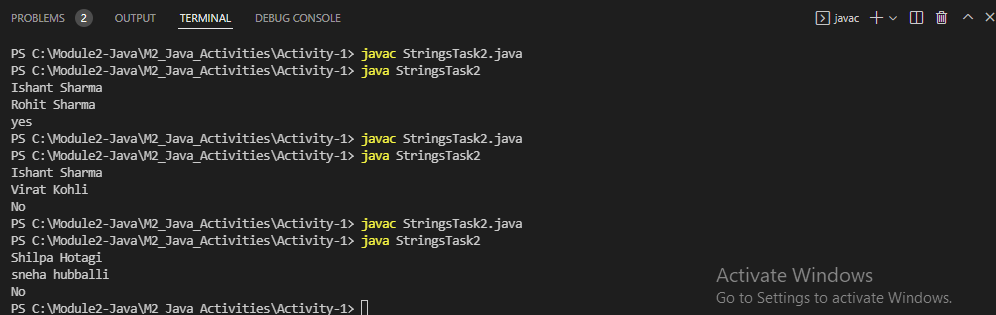 PROBLEMS 2 OUTPUT TERMINAL DEBUG CONSOLE javac
PS C:\Module2-Java\M2_Java_Activities\Activity-1> javac StringsTask2.java
PS C:\Module2-Java\M2_Java_Activities\Activity-1> java StringsTask2
Ishant Sharma
Rohit Sharma
yes
PS C:\Module2-Java\M2_Java_Activities\Activity-1> javac StringsTask2.java
PS C:\Module2-Java\M2_Java_Activities\Activity-1> java StringsTask2
Ishant Sharma
Virat Kohli
No
PS C:\Module2-Java\M2_Java_Activities\Activity-1> javac StringsTask2.java
PS C:\Module2-Java\M2_Java_Activities\Activity-1> java StringsTask2
Shilpa Hotagi
sneha hubballi
No
PS C:\Module2-Java\M2_Java_Activities\Activity-1>
Activate Windows
Go to Settings to activate Windows.